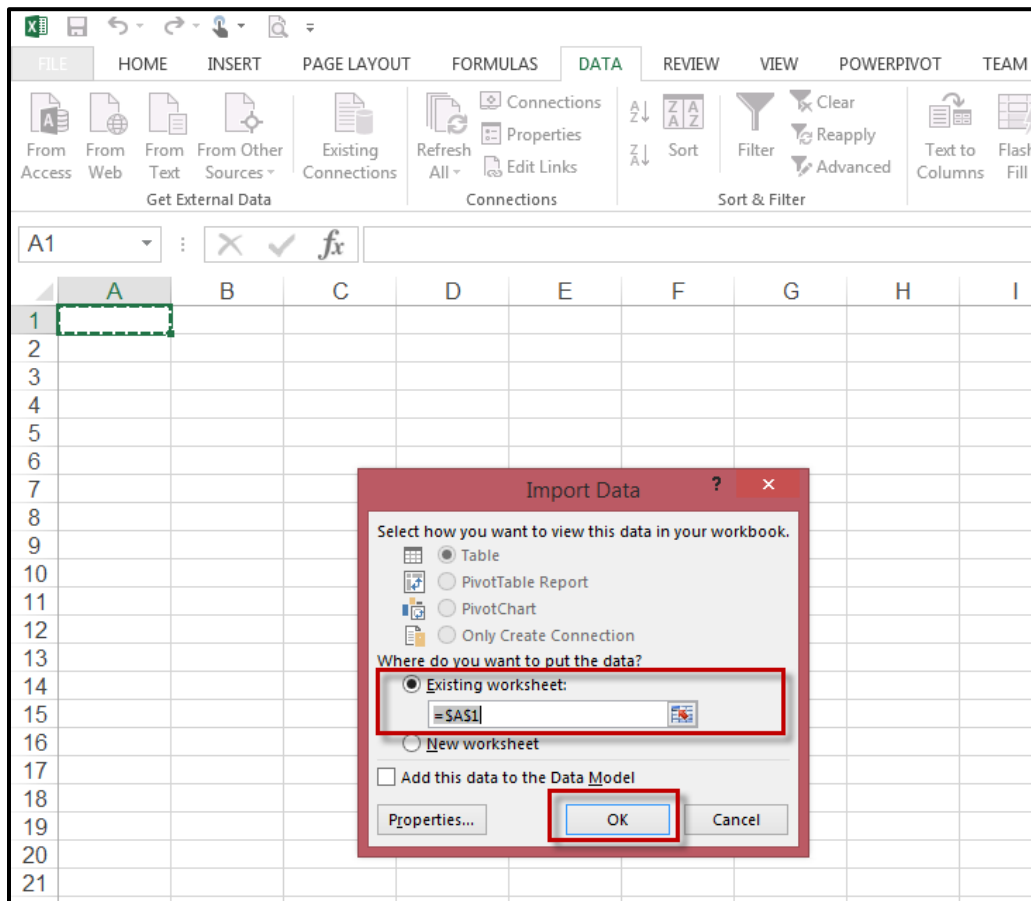 FILE HOME INSERT PAGE LAYOUT FORMULAS DATA REVIEW VIEW POWERPIVOT TEAM
From Access
From Web
From Text
From Other Sources
Existing Connections
Get External Data
Refresh All
Connections
Properties
Edit Links
Connections
Sort
Filter
Clear
Reapply
Advanced
Sort & Filter
Text to Columns
Flash Fill
A1 fx
A B C D E F G H I
1
2
3
4
5
6
7
8
9
10
11
12
13
14
15
16
17
18
19
20
21
Import Data ?
Select how you want to view this data in your workbook.
Table
PivotTable Report
PivotChart
Only Create Connection
Where do you want to put the data?
Existing worksheet:
=$A$1
New worksheet
Add this data to the Data Model
Properties... OK Cancel